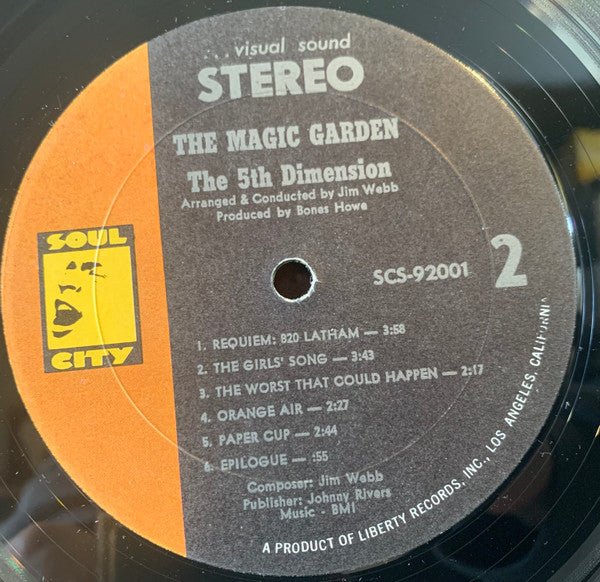 ...visual sound
STEREO
THE MAGIC GARDEN
The 5th Dimension
Arranged & Conducted by Jim Webb
Produced by Bones Howe
SOUL
CITY
SCS-92001
2
1. REQUIEM: 820 LATHAM — 3:58
2. THE GIRLS' SONG — 3:43
3. THE WORST THAT COULD HAPPEN — 2:17
4. ORANGE AIR — 2:27
5. PAPER CUP — 2:44
6. EPILOGUE — :55
Composer: Jim Webb
Publisher: Johnny Rivers
Music - BMI
A PRODUCT OF LIBERTY RECORDS, INC., LOS ANGELES, CALIFORNIA